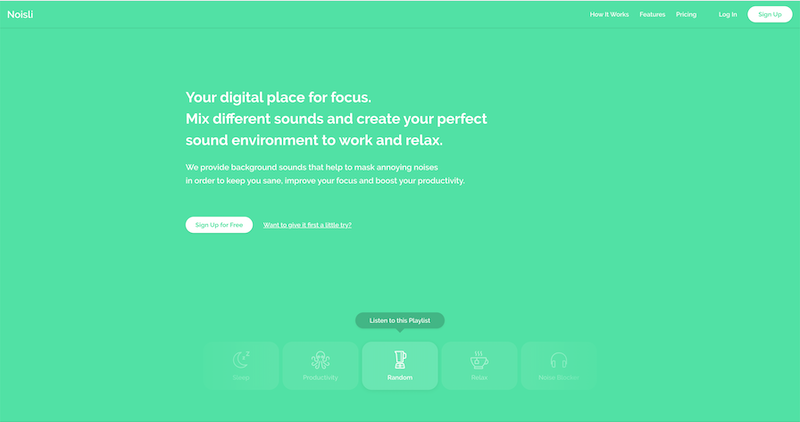 Noisli
How it Works Features Pricing Log In Sign Up
Your digital place for focus.
Mix different sounds and create your perfect
sound environment to work and relax.
We provide background sounds that help to mask annoying noises
in order to keep you sane, improve your focus and boost your productivity.
Sign Up for Free Want to give it first a little try?
Listen to this Playlist
Sleep Productivity Random Relax Noise Blocker